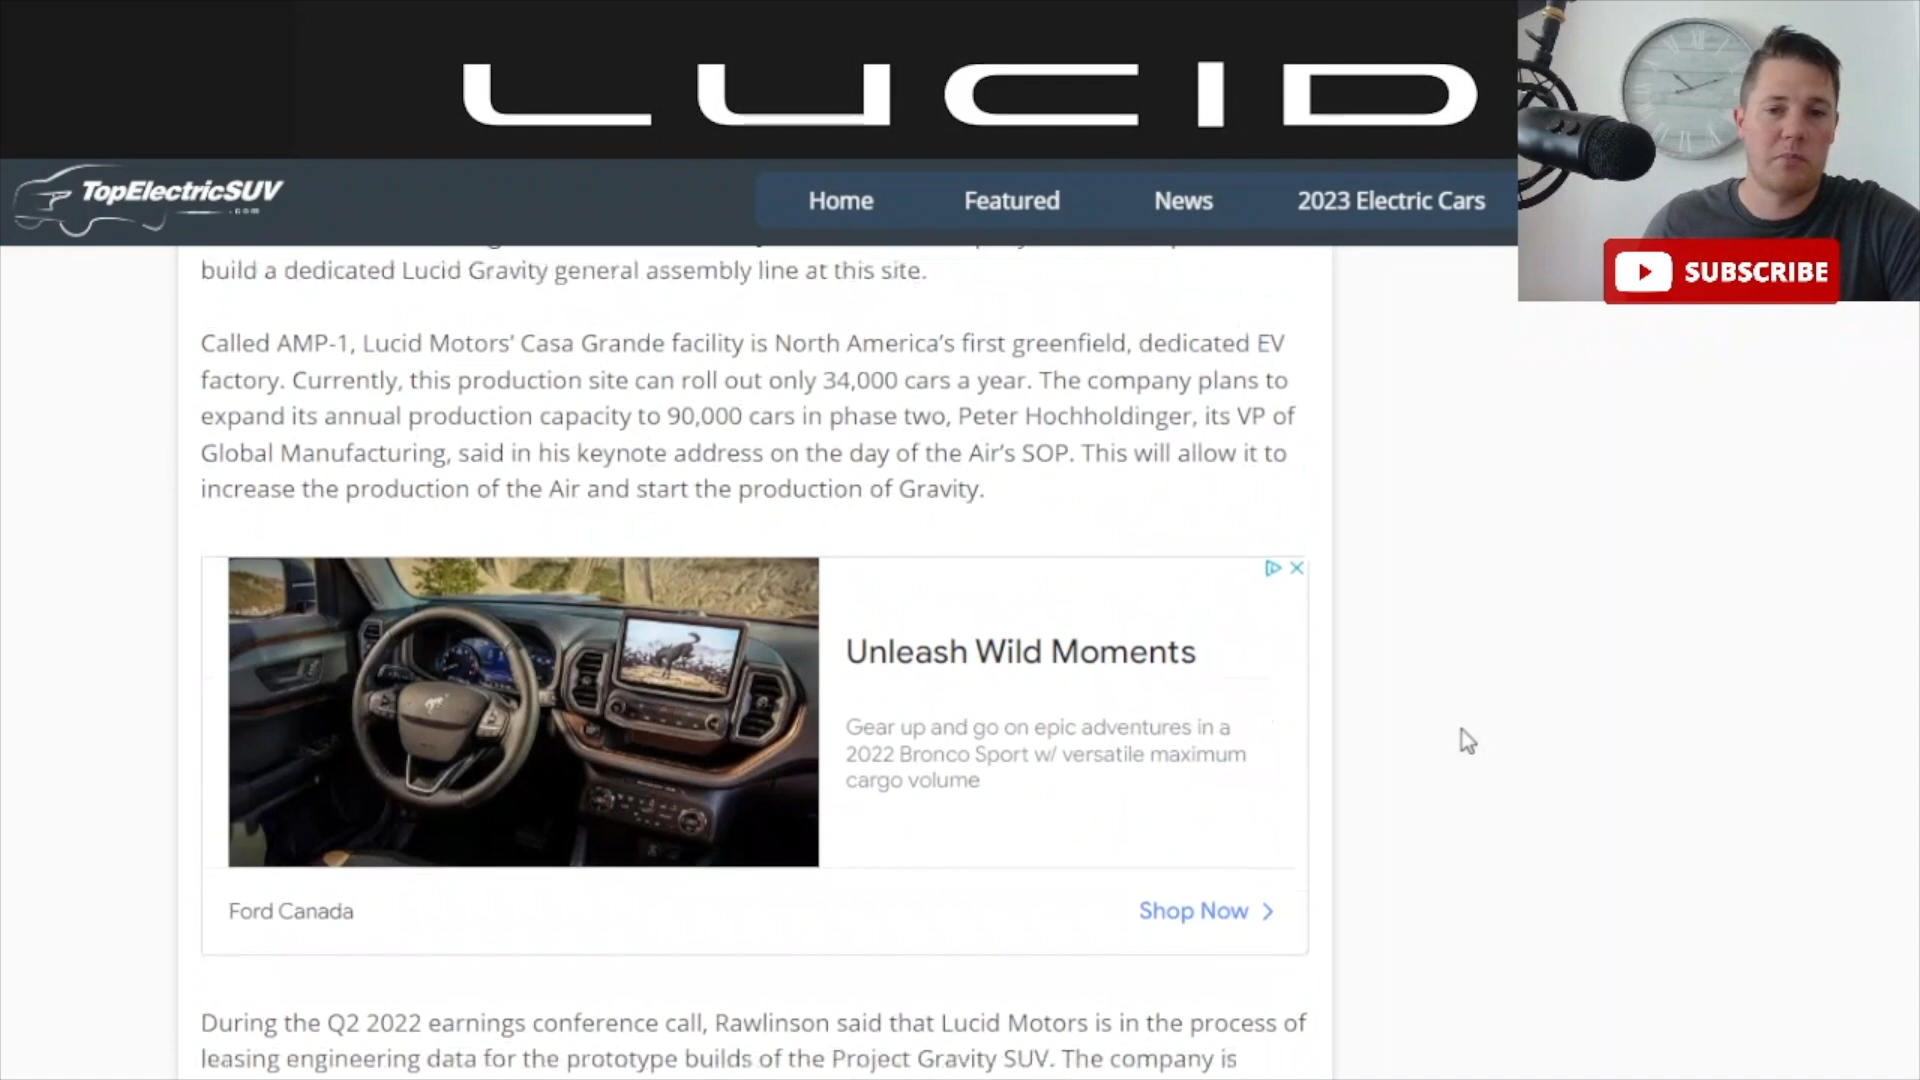 LUCID
TopElectricSUV
.com
Home
Featured
News
2023 Electric Cars
SUBSCRIBE
build a dedicated Lucid Gravity general assembly line at this site.
Called AMP-1, Lucid Motors' Casa Grande facility is North America's first greenfield, dedicated EV
factory. Currently, this production site can roll out only 34,000 cars a year. The company plans to
expand its annual production capacity to 90,000 cars in phase two, Peter Hochholdinger, its VP of
Global Manufacturing, said in his keynote address on the day of the Air's SOP. This will allow it to
increase the production of the Air and start the production of Gravity.
Unleash Wild Moments
Gear up and go on epic adventures in a
2022 Bronco Sport w/ versatile maximum
cargo volume
Ford Canada
Shop Now
During the Q2 2022 earnings conference call, Rawlinson said that Lucid Motors is in the process of
leasing engineering data for the prototype builds of the Project Gravity SUV. The company is